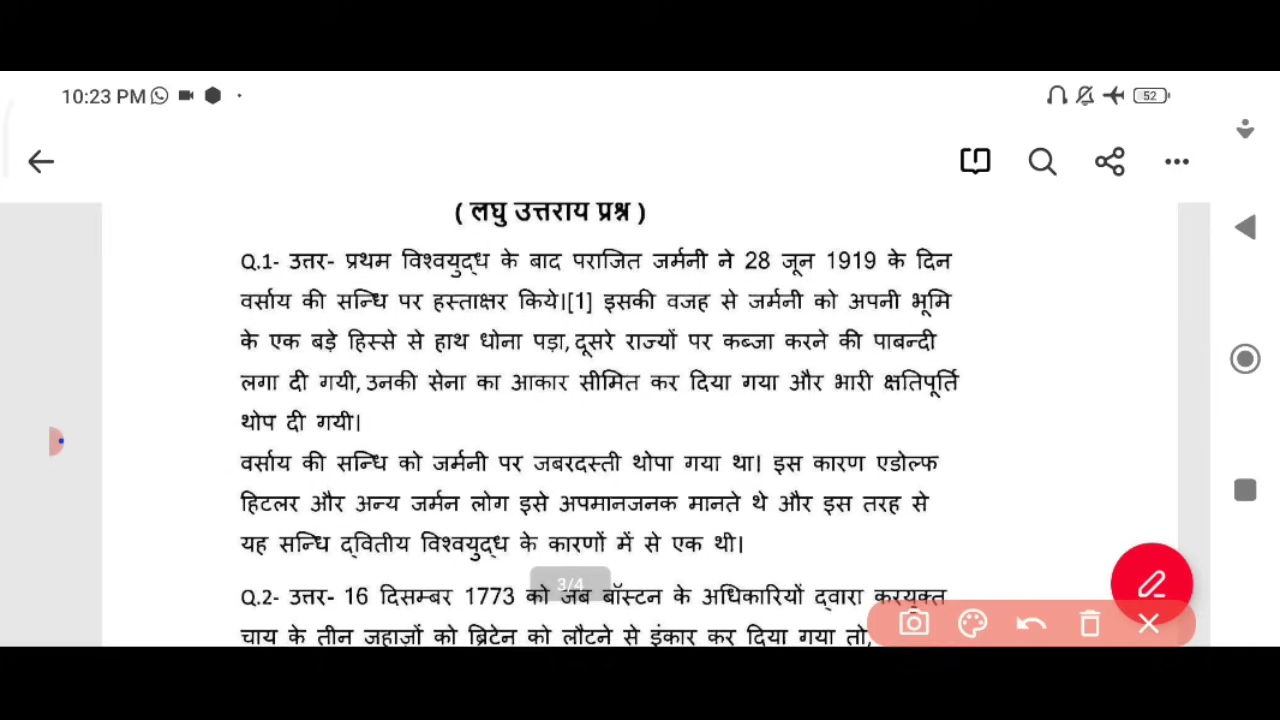 10:23 PM
52
( लघु उत्तराय प्रश्न )
Q.1- उत्तर- प्रथम विश्वयुद्ध के बाद पराजित जर्मनी ने 28 जून 1919 के दिन
वर्साय की सन्धि पर हस्ताक्षर किये।[1] इसकी वजह से जर्मनी को अपनी भूमि
के एक बड़े हिस्से से हाथ धोना पड़ा, दूसरे राज्यों पर कब्जा करने की पाबन्दी
लगा दी गयी, उनकी सेना का आकार सीमित कर दिया गया और भारी क्षतिपूर्ति
थोप दी गयी।
वर्साय की सन्धि को जर्मनी पर जबरदस्ती थोपा गया था। इस कारण एडोल्फ
हिटलर और अन्य जर्मन लोग इसे अपमानजनक मानते थे और इस तरह से
यह सन्धि द्वितीय विश्वयुद्ध के कारणों में से एक थी।
3/4
Q.2- उत्तर- 16 दिसम्बर 1773 को जब बॉस्टन के अधिकारियों द्वारा करयुक्त
चाय के तीन जहाज़ों को ब्रिटेन को लौटने से इंकार कर दिया गया तो,